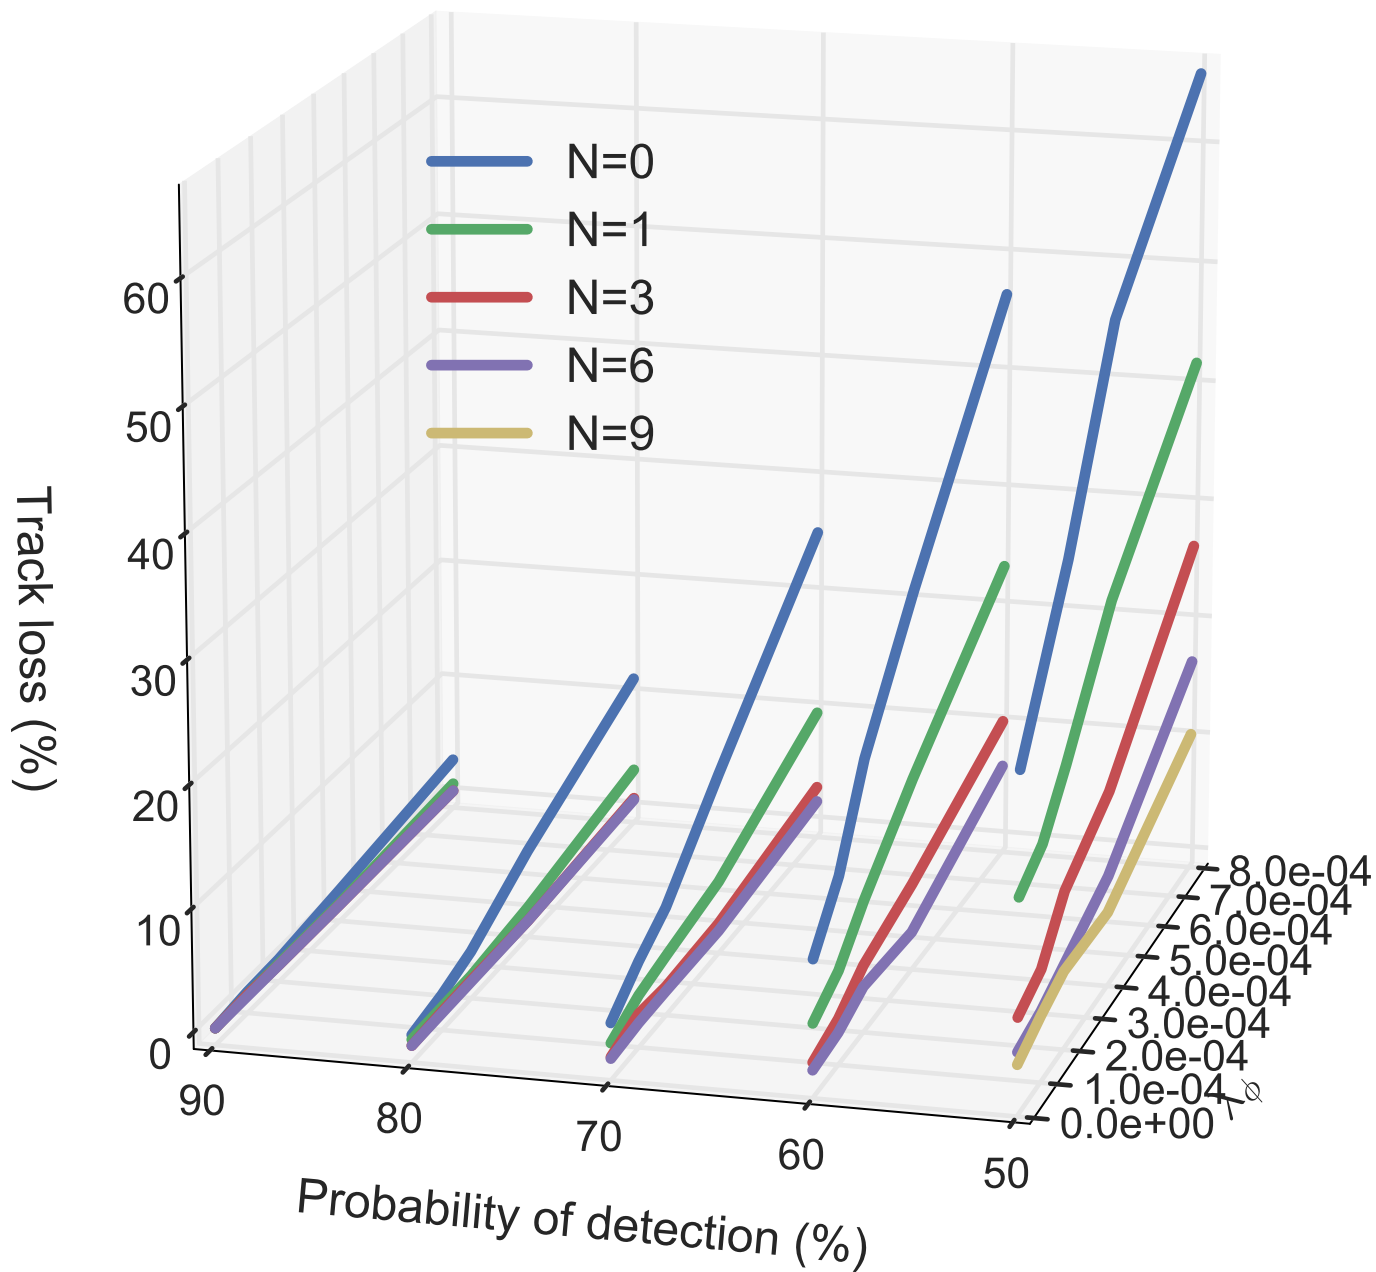 N=0
N=1
N=3
N=6
N=9
60
50
40
30
20
10
0
Track loss (%)
90
80
70
60
50
Probability of detection (%)
8.0e-04
7.0e-04
6.0e-04
5.0e-04
4.0e-04
3.0e-04
2.0e-04
1.0e-04
0.0e+00
λϕ